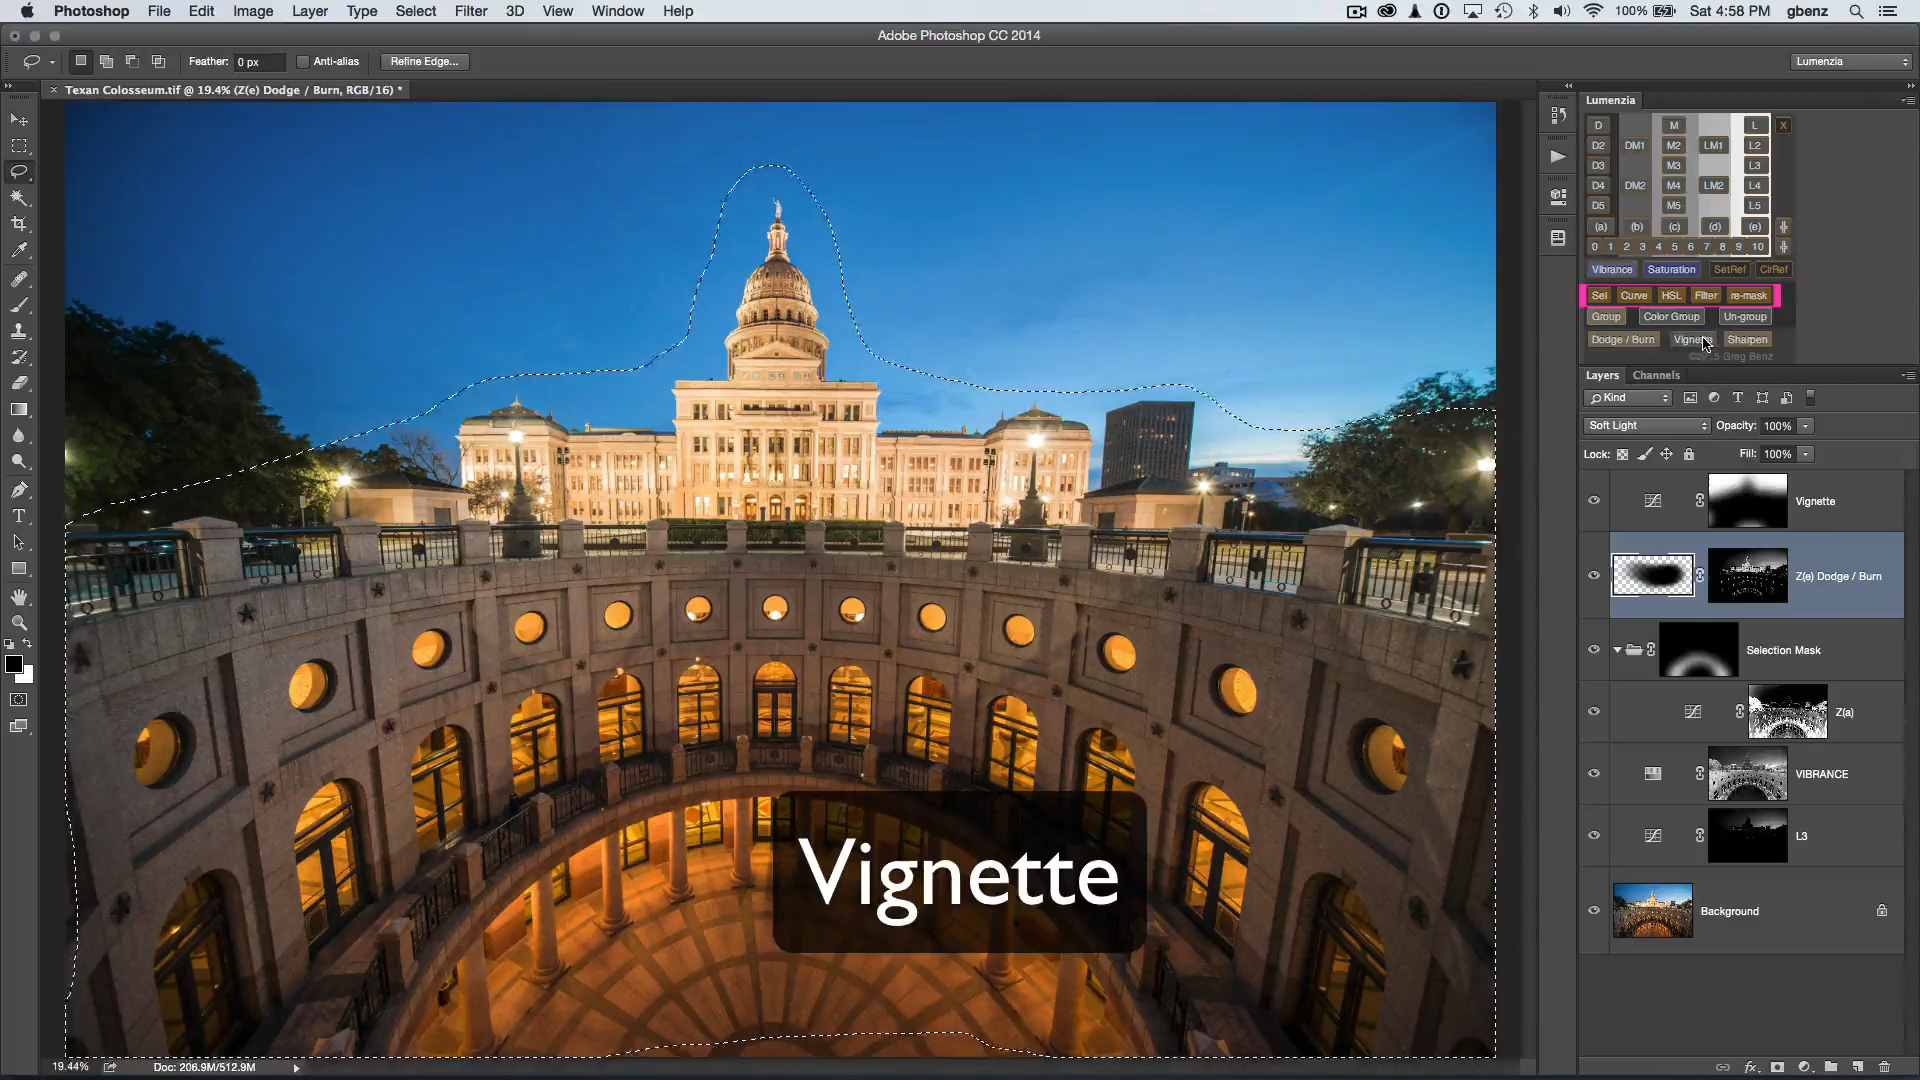 Photoshop File Edit Image Layer Type Select Filter 3D View Window Help 100% Sat 4:58 PM gbenz
Adobe Photoshop CC 2014
Feather: 0 px Anti-alias Refine Edge... Lumenzia
× Texan Colosseum.tif @ 19.4% (Z(e) Dodge / Burn, RGB/16) *
Lumenzia
D M L X
D2 DM1 M2 LM1 L2
D3 M3 L3
D4 DM2 M4 LM2 L4
D5 M5 L5
(a) (b) (c) (d) (e)
0 1 2 3 4 5 6 7 8 9 10
Vibrance Saturation SetRef ClrRef
Sel Curve HSL Filter re-mask
Group Color Group Un-group
Dodge / Burn Vignette Sharpen
Greg Benz
Layers Channels
Kind
Soft Light Opacity: 100%
Lock: Fill: 100%
Vignette
Z(e) Dodge / Burn
Selection Mask
Z(a)
VIBRANCE
L3
Background
Vignette
19.44% Doc: 206.9M/512.9M